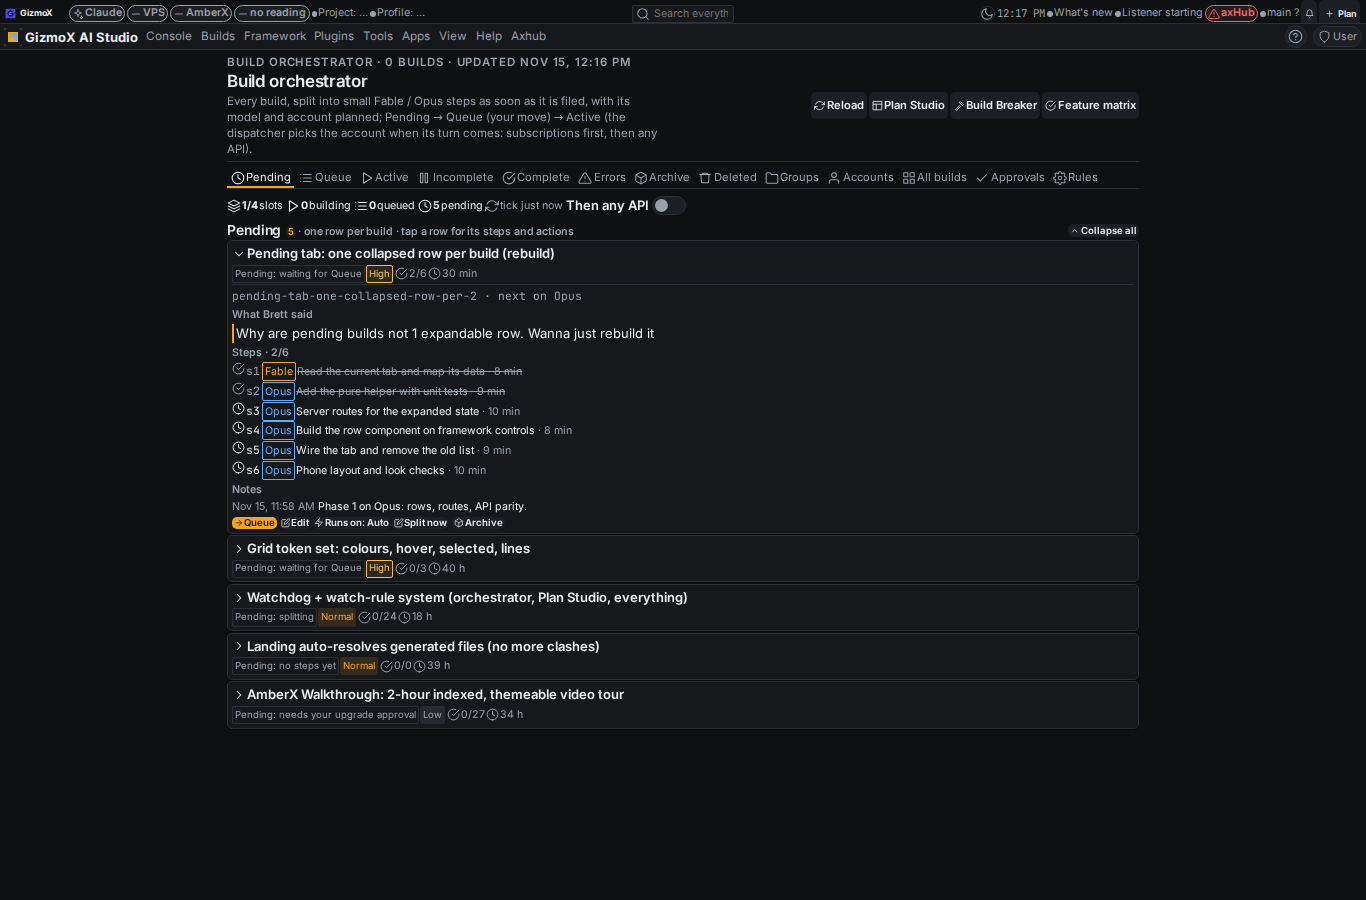 GizmoX Claude VPS AmberX no reading Project: ... Profile: ... Search everyth 12:17 PM What's new Listener starting axHub main ? Plan
GizmoX AI Studio Console Builds Framework Plugins Tools Apps View Help Axhub User
BUILD ORCHESTRATOR · 0 BUILDS · UPDATED NOV 15, 12:16 PM
Build orchestrator
Every build, split into small Fable / Opus steps as soon as it is filed, with its
model and account planned; Pending → Queue (your move) → Active (the
dispatcher picks the account when its turn comes: subscriptions first, then any
API).
Reload Plan Studio Build Breaker Feature matrix
Pending Queue Active Incomplete Complete Errors Archive Deleted Groups Accounts All builds Approvals Rules
1/4 slots 0 building 0 queued 5 pending tick just now Then any API
Pending 5 · one row per build · tap a row for its steps and actions Collapse all
Pending tab: one collapsed row per build (rebuild)
Pending: waiting for Queue High 2/6 30 min
pending-tab-one-collapsed-row-per-2 · next on Opus
What Brett said
Why are pending builds not 1 expandable row. Wanna just rebuild it
Steps · 2/6
s1 Fable Read the current tab and map its data · 8 min
s2 Opus Add the pure helper with unit tests · 9 min
s3 Opus Server routes for the expanded state · 10 min
s4 Opus Build the row component on framework controls · 8 min
s5 Opus Wire the tab and remove the old list · 9 min
s6 Opus Phone layout and look checks · 10 min
Notes
Nov 15, 11:58 AM Phase 1 on Opus: rows, routes, API parity.
Queue Edit Runs on: Auto Split now Archive
Grid token set: colours, hover, selected, lines
Pending: waiting for Queue High 0/3 40 h
Watchdog + watch-rule system (orchestrator, Plan Studio, everything)
Pending: splitting Normal 0/24 18 h
Landing auto-resolves generated files (no more clashes)
Pending: no steps yet Normal 0/0 39 h
AmberX Walkthrough: 2-hour indexed, themeable video tour
Pending: needs your upgrade approval Low 0/27 34 h